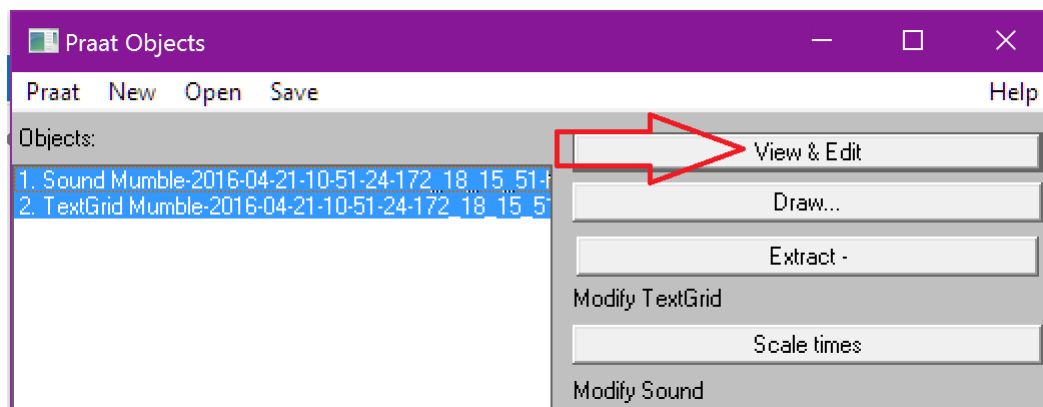 Praat Objects
Praat New Open Save Help
Objects:
View & Edit
1. Sound Mumble-2016-04-21-10-51-24-172_18_15_51-
2. TextGrid Mumble-2016-04-21-10-51-24-172_18_15_5
Draw...
Extract -
Modify TextGrid
Scale times
Modify Sound